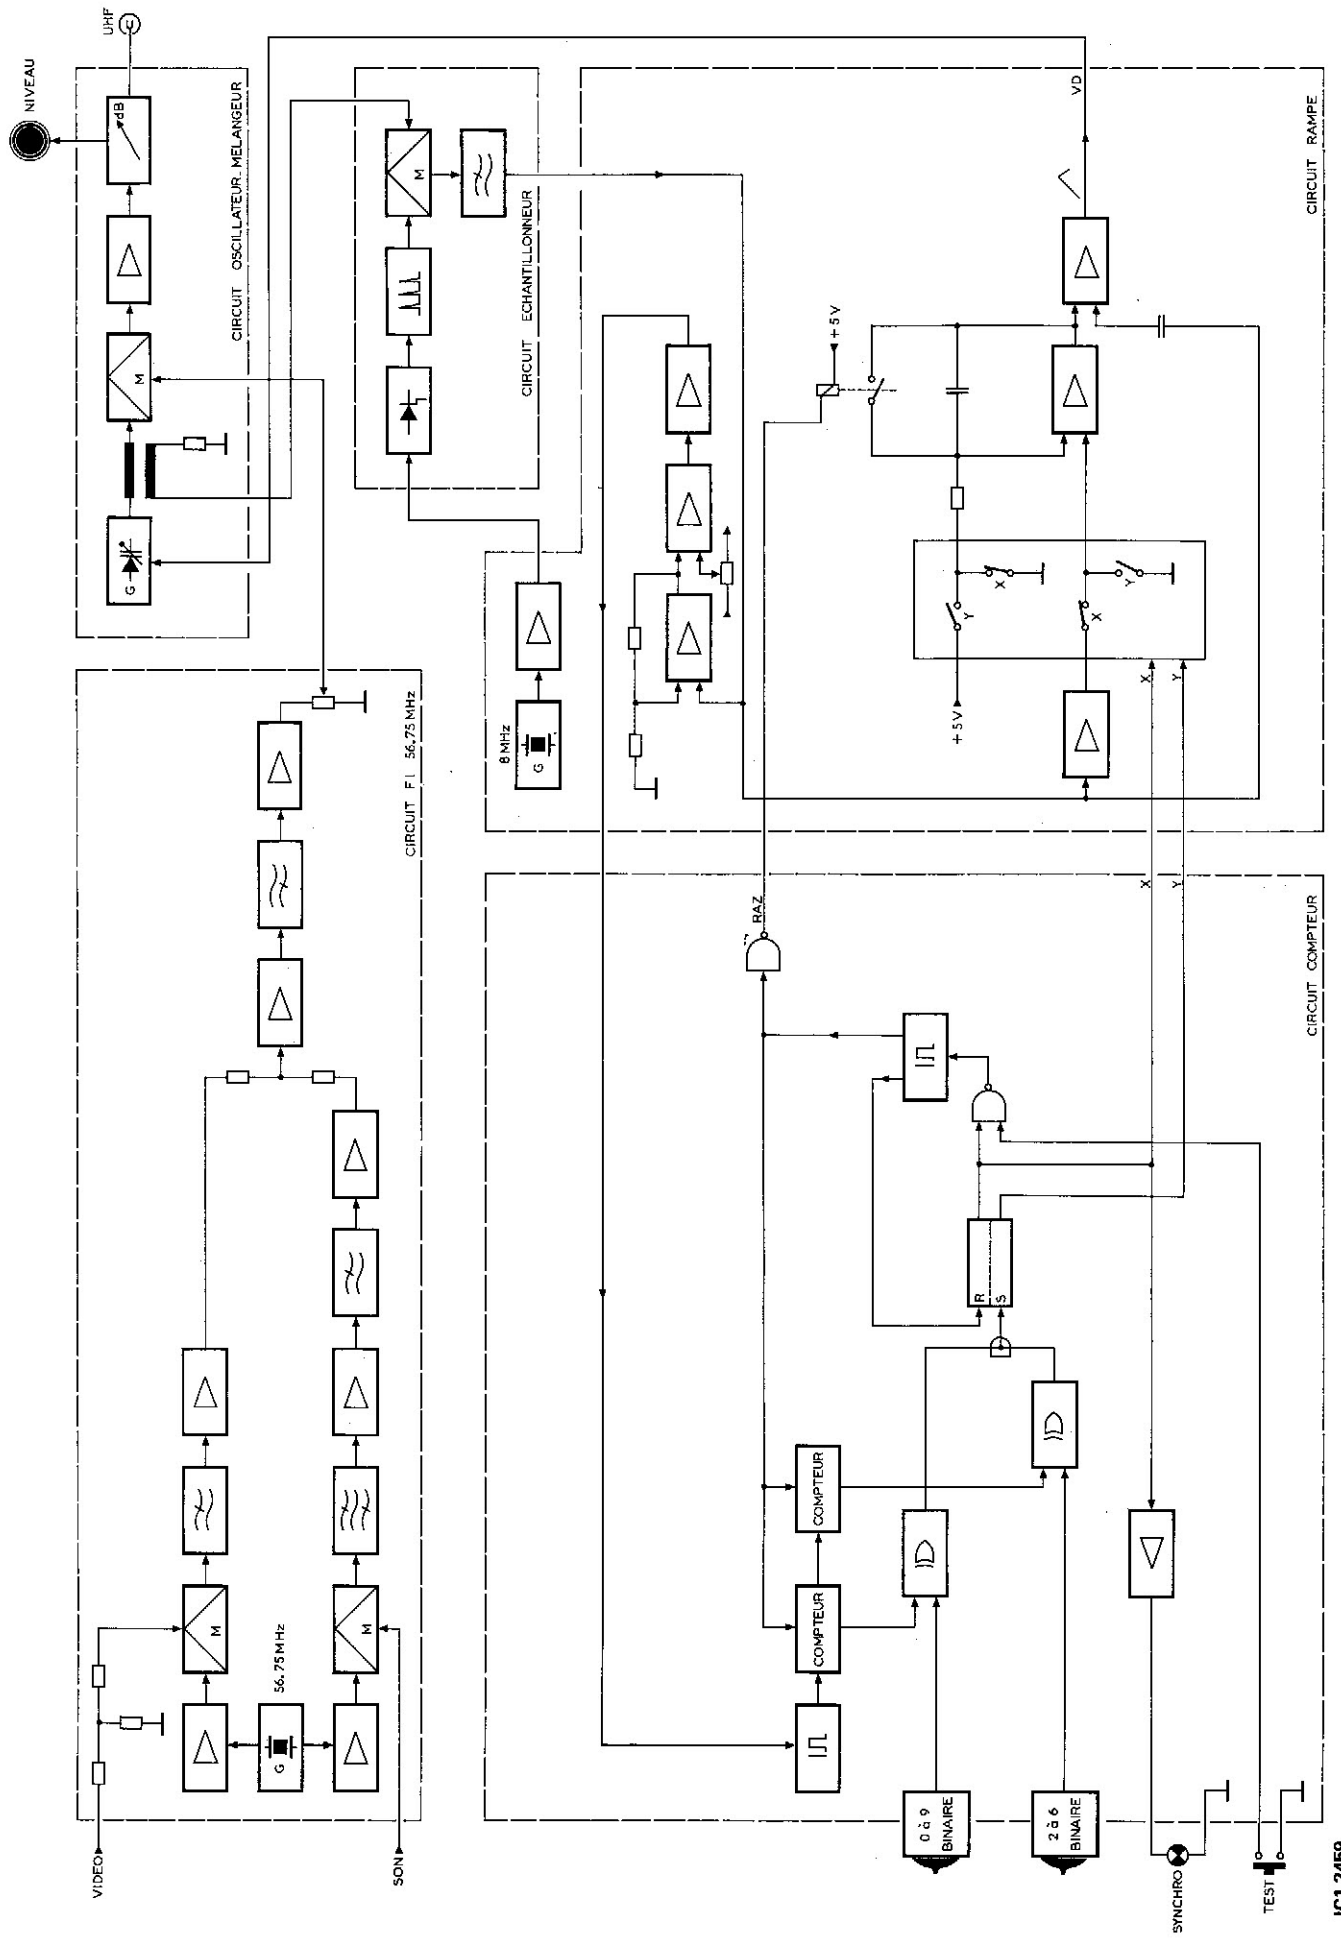 VIDEO
SON
56.75 MHz
G
M
M
CIRCUIT FI 56.75 MHz
NIVEAU
UHF
dB
M
G
CIRCUIT OSCILLATEUR-MELANGEUR
M
CIRCUIT ECHANTILLONNEUR
8 MHz
G
+5V
+5V
Y
X
X
Y
X
Y
VD
CIRCUIT RAMPE
RAZ
X
Y
R
S
COMPTEUR
COMPTEUR
0 à 9
BINAIRE
2 à 6
BINAIRE
CIRCUIT COMPTEUR
SYNCHRO
TEST